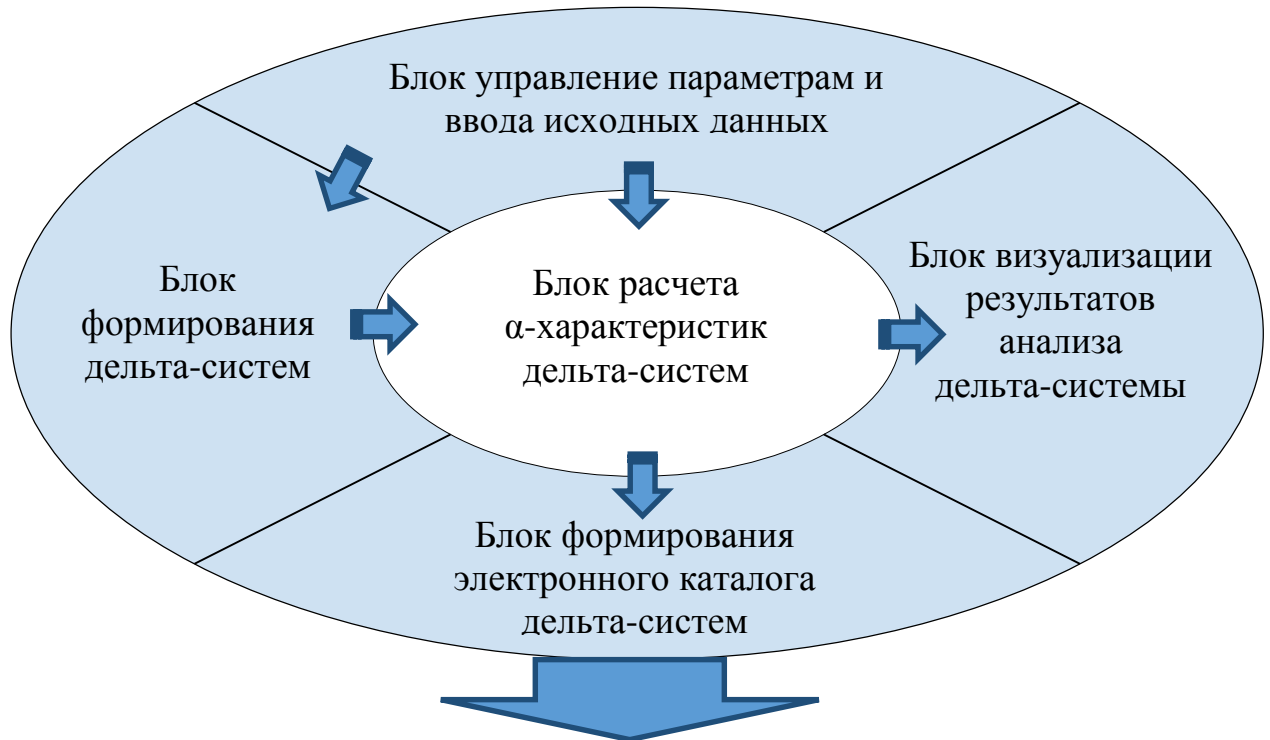 Блок управление параметрам и
ввода исходных данных
Блок
формирования
дельта-систем
Блок расчета
α-характеристик
дельта-систем
Блок визуализации
результатов
анализа
дельта-системы
Блок формирования
электронного каталога
дельта-систем